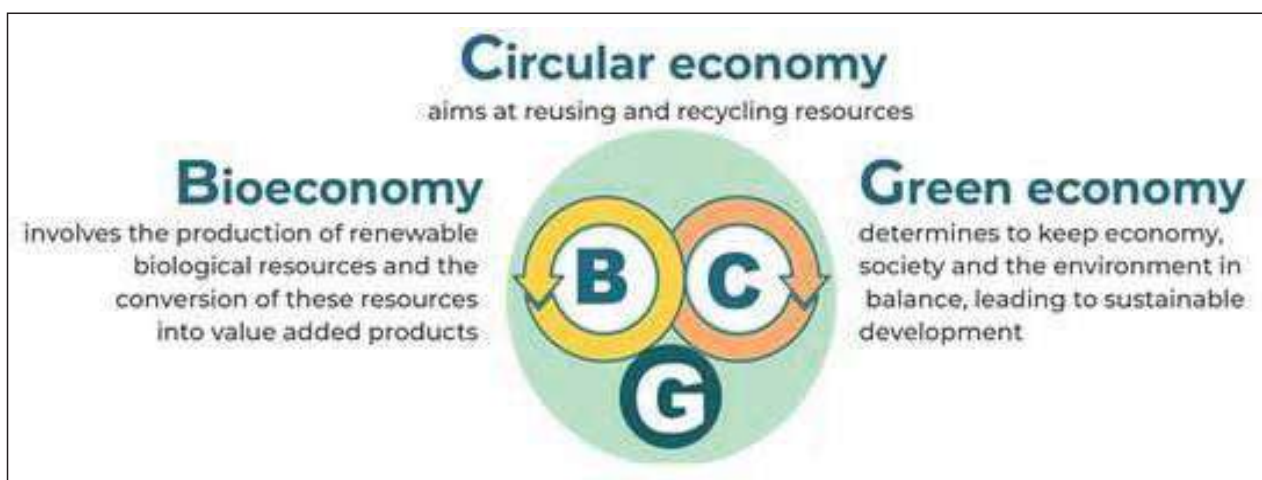 Circular economy
aims at reusing and recycling resources
Bioeconomy
involves the production of renewable
biological resources and the
conversion of these resources
into value added products
Green economy
determines to keep economy,
society and the environment in
balance, leading to sustainable
development
B
C
G